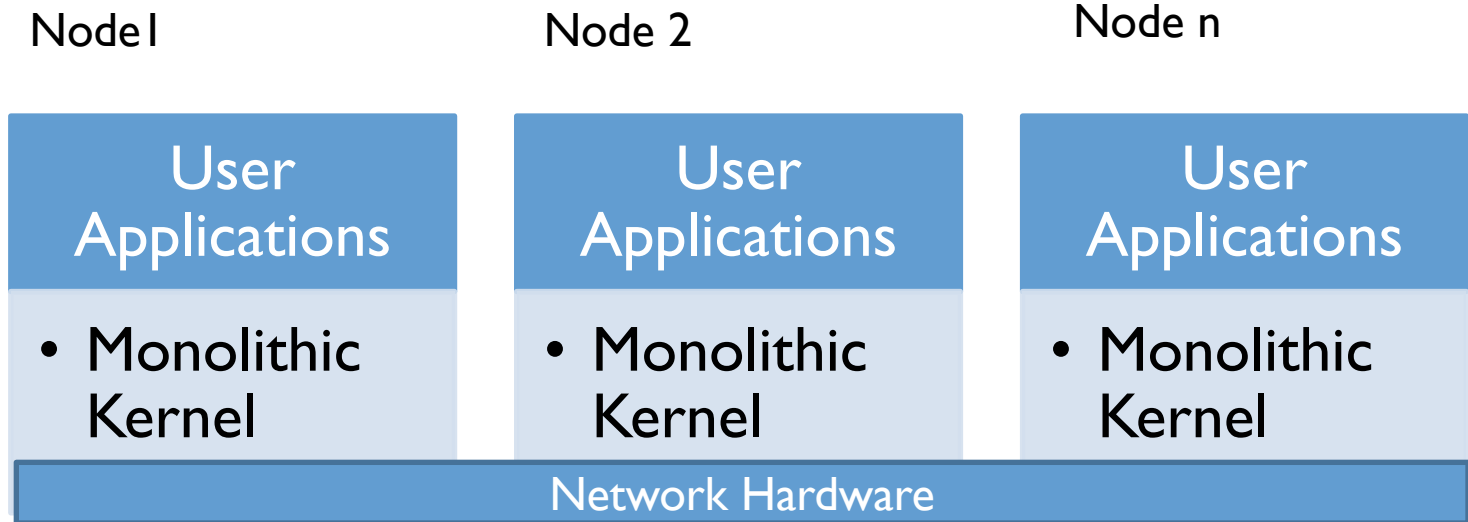 Node1
Node 2
Node n
User
Applications
• Monolithic
Kernel
User
Applications
• Monolithic
Kernel
User
Applications
• Monolithic
Kernel
Network Hardware